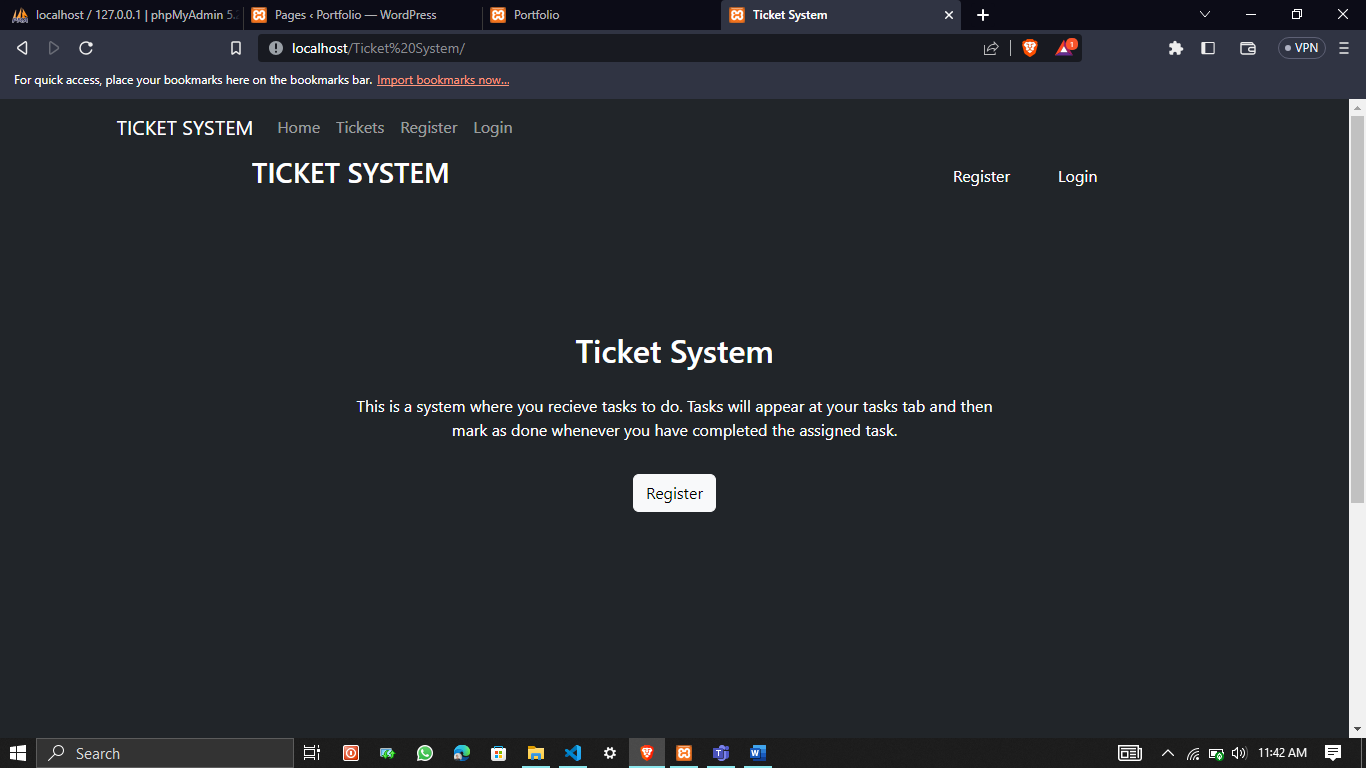 localhost / 127.0.0.1 | phpMyAdmin 5.
Pages ‹ Portfolio — WordPress
Portfolio
Ticket System
localhost/Ticket%20System/
1
VPN
For quick access, place your bookmarks here on the bookmarks bar. Import bookmarks now...
TICKET SYSTEM Home Tickets Register Login
TICKET SYSTEM Register Login
Ticket System
This is a system where you recieve tasks to do. Tasks will appear at your tasks tab and then
mark as done whenever you have completed the assigned task.
Register
Search
11:42 AM